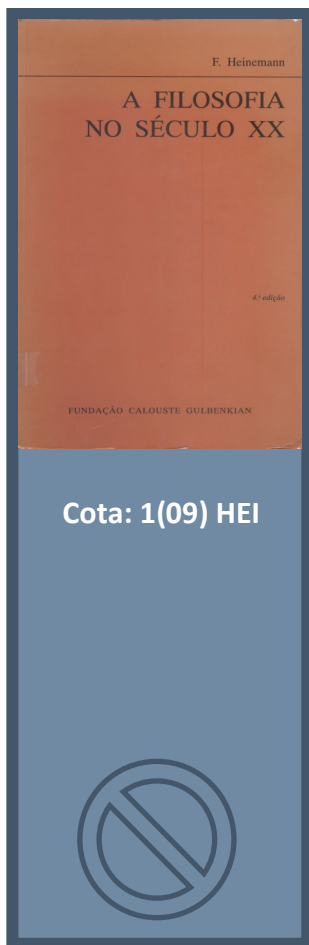 F. Heinemann
A FILOSOFIA
NO SÉCULO XX
4.ª edição
FUNDAÇÃO CALOUSTE GULBENKIAN
Cota: 1(09) HEI